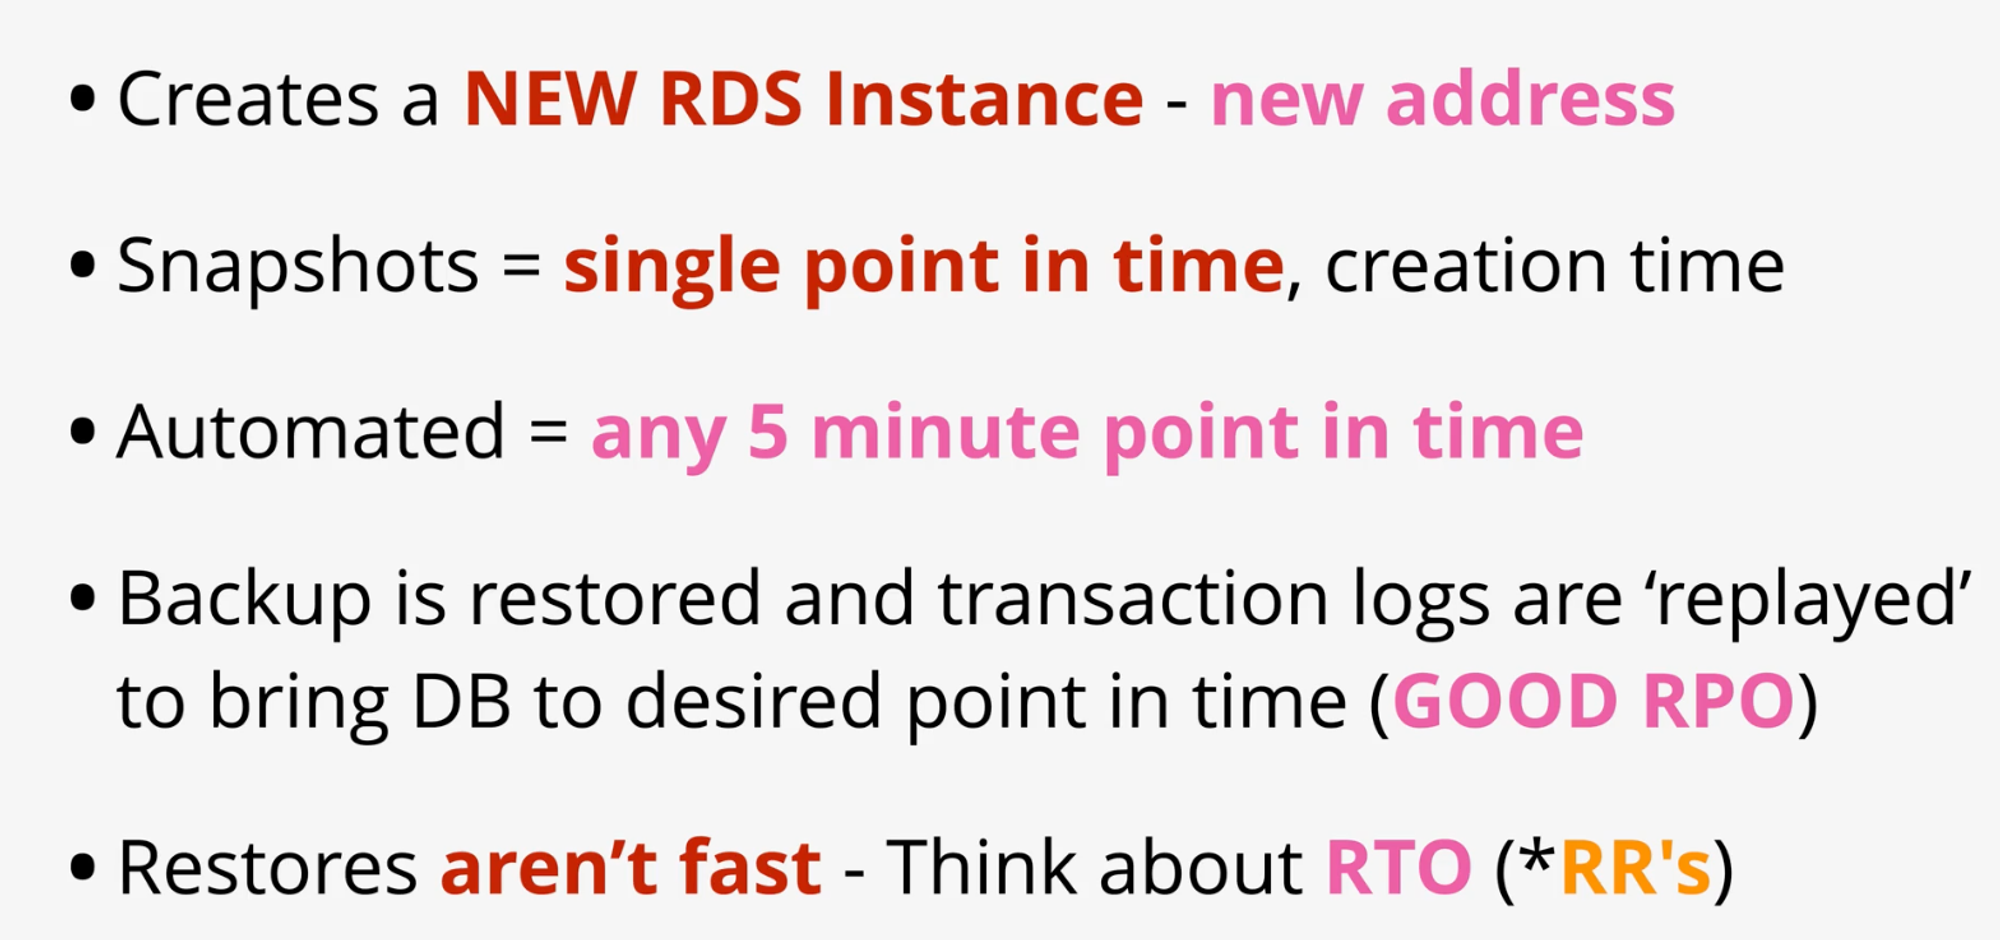 • Creates a NEW RDS Instance - new address
• Snapshots = single point in time, creation time
• Automated = any 5 minute point in time
• Backup is restored and transaction logs are ‘replayed’
to bring DB to desired point in time (GOOD RPO)
• Restores aren’t fast - Think about RTO (*RR's)